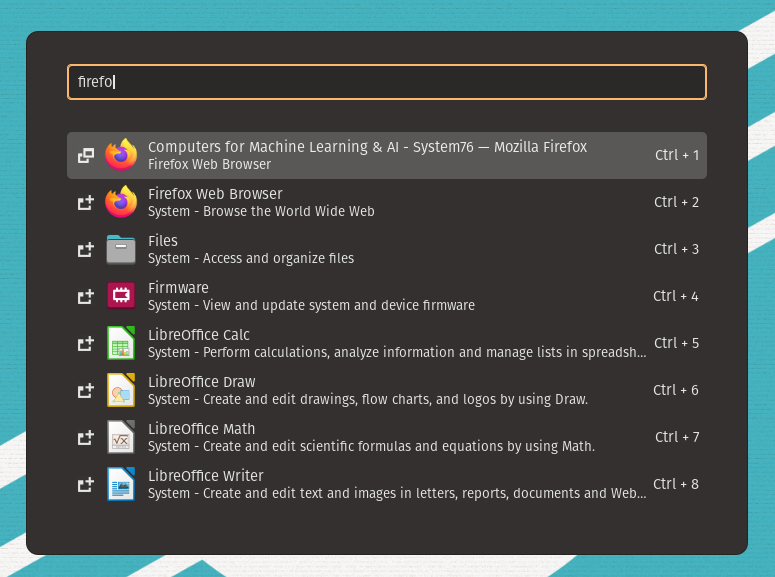 firefo
Computers for Machine Learning & AI - System76 — Mozilla Firefox
Firefox Web Browser
Ctrl + 1
Firefox Web Browser
System - Browse the World Wide Web
Ctrl + 2
Files
System - Access and organize files
Ctrl + 3
Firmware
System - View and update system and device firmware
Ctrl + 4
LibreOffice Calc
System - Perform calculations, analyze information and manage lists in spreadsh...
Ctrl + 5
LibreOffice Draw
System - Create and edit drawings, flow charts, and logos by using Draw.
Ctrl + 6
LibreOffice Math
System - Create and edit scientific formulas and equations by using Math.
Ctrl + 7
LibreOffice Writer
System - Create and edit text and images in letters, reports, documents and Web...
Ctrl + 8